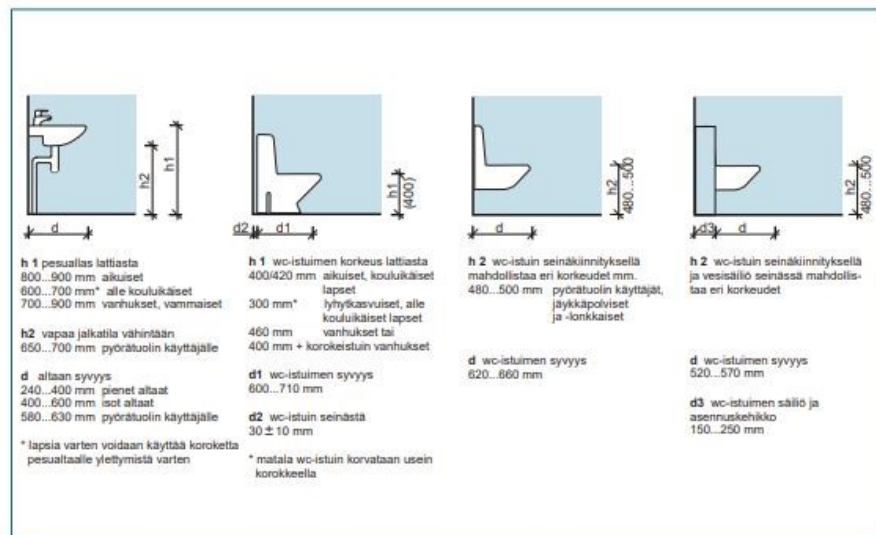 h2
h1
d
h 1 pesuallas lattiasta
800...900 mm aikuiset
600...700 mm* alle kouluikäiset
700...900 mm vanhukset, vammaiset
h2 vapaa jalkatila vähintään
650...700 mm pyörätuolin käyttäjälle
d altaan syvyys
240...400 mm pienet altaat
400...600 mm isot altaat
580...630 mm pyörätuolin käyttäjälle
* lapsia varten voidaan käyttää koroketta
pesualtaalle ylettymistä varten
h1
(400)
d2
d1
h 1 wc-istuimen korkeus lattiasta
400/420 mm aikuiset, kouluikäiset
lapset
300 mm* lyhytkasvuiset, alle
kouluikäiset lapset
460 mm vanhukset tai
400 mm + korokeistuin vanhukset
d1 wc-istuimen syvyys
600...710 mm
d2 wc-istuin seinästä
30 ± 10 mm
* matala wc-istuin korvataan usein
korokkeella
h2
480...500
d
h 2 wc-istuin seinäkiinnityksellä
mahdollistaa eri korkeudet mm.
480...500 mm pyörätuolin käyttäjät,
jäykkäpolviset
ja -lonkkaiset
d wc-istuimen syvyys
620...660 mm
h2
480...500
d3
d
h 2 wc-istuin seinäkiinnityksellä
ja vesisäiliö seinässä mahdollis-
taa eri korkeudet
d wc-istuimen syvyys
520...570 mm
d3 wc-istuimen säiliö ja
asennuskehikko
150...250 mm